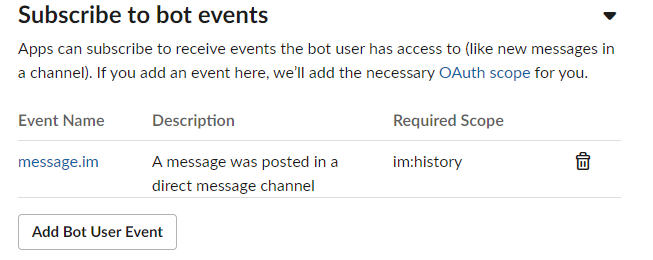 Subscribe to bot events
Apps can subscribe to receive events the bot user has access to (like new messages in
a channel). If you add an event here, we’ll add the necessary OAuth scope for you.
Event Name Description Required Scope
message.im A message was posted in a im:history
direct message channel
Add Bot User Event